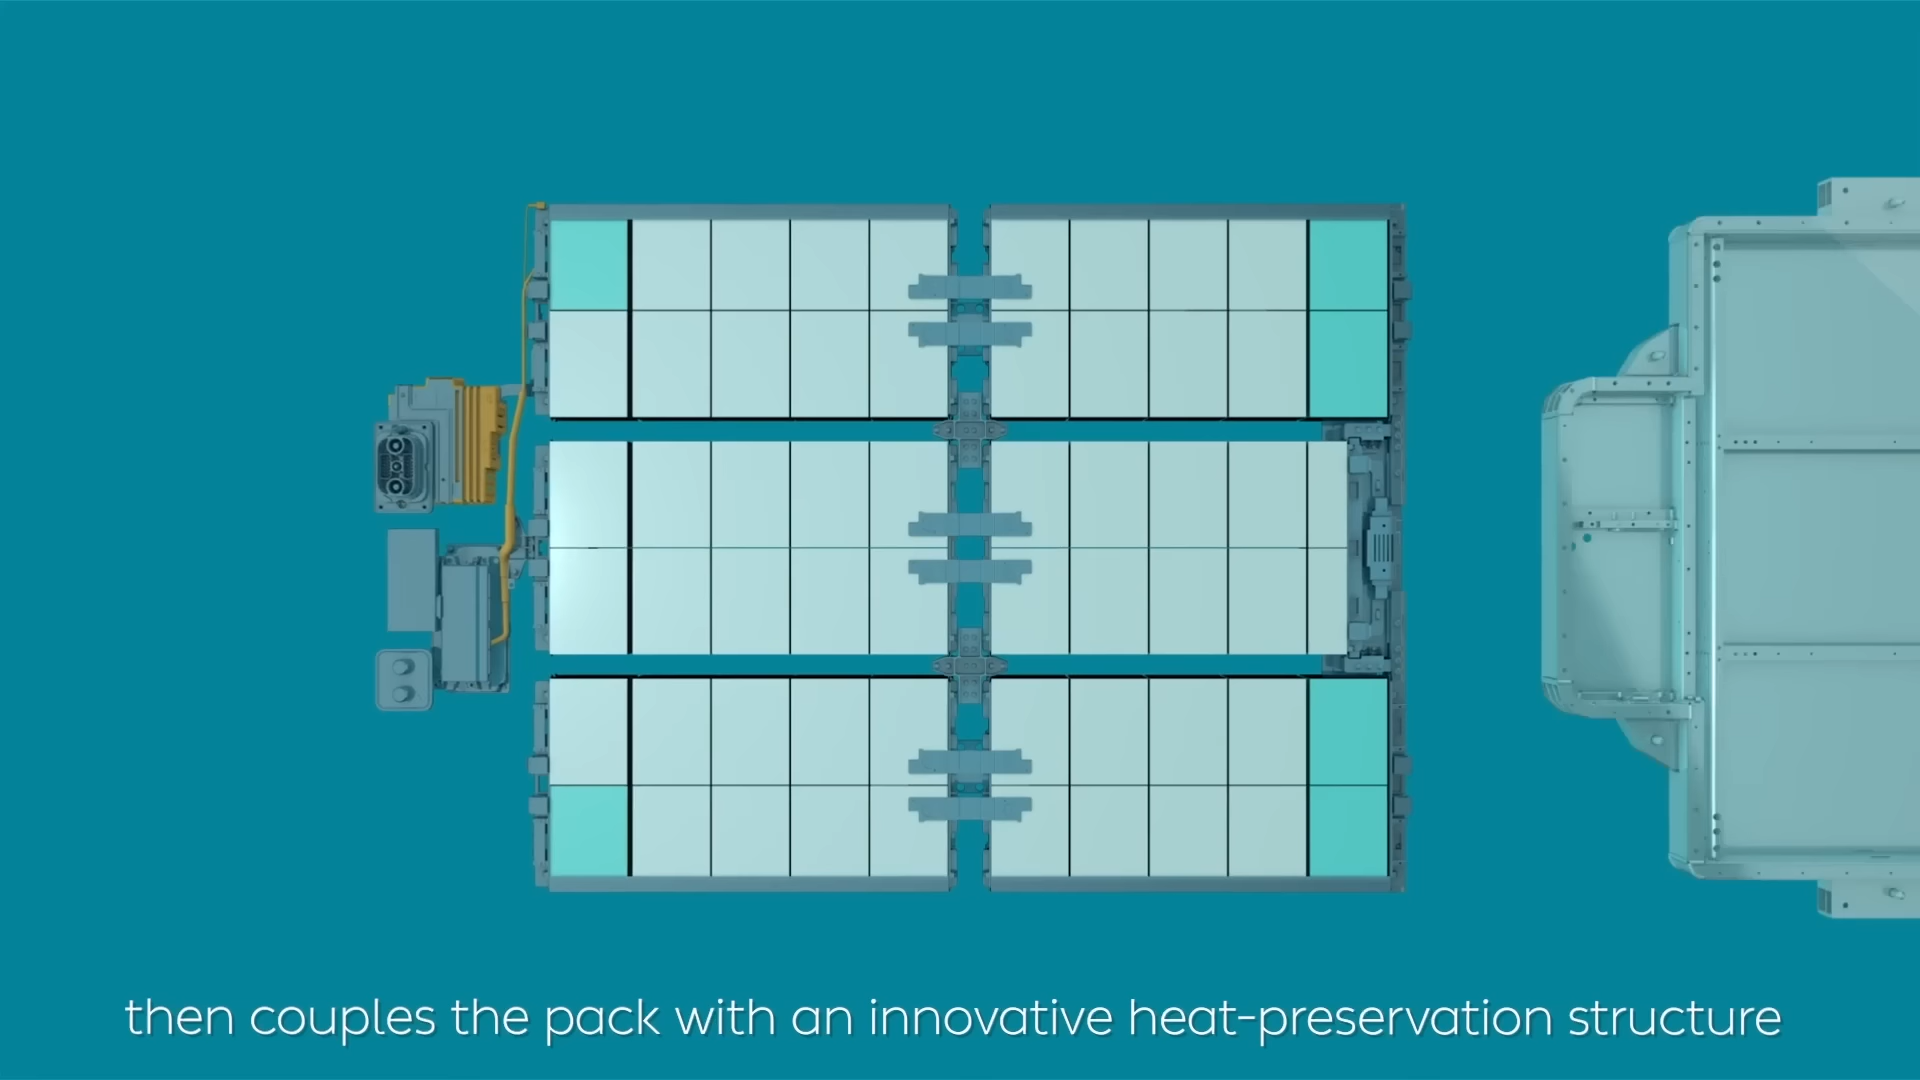 then couples the pack with an innovative heat-preservation structure